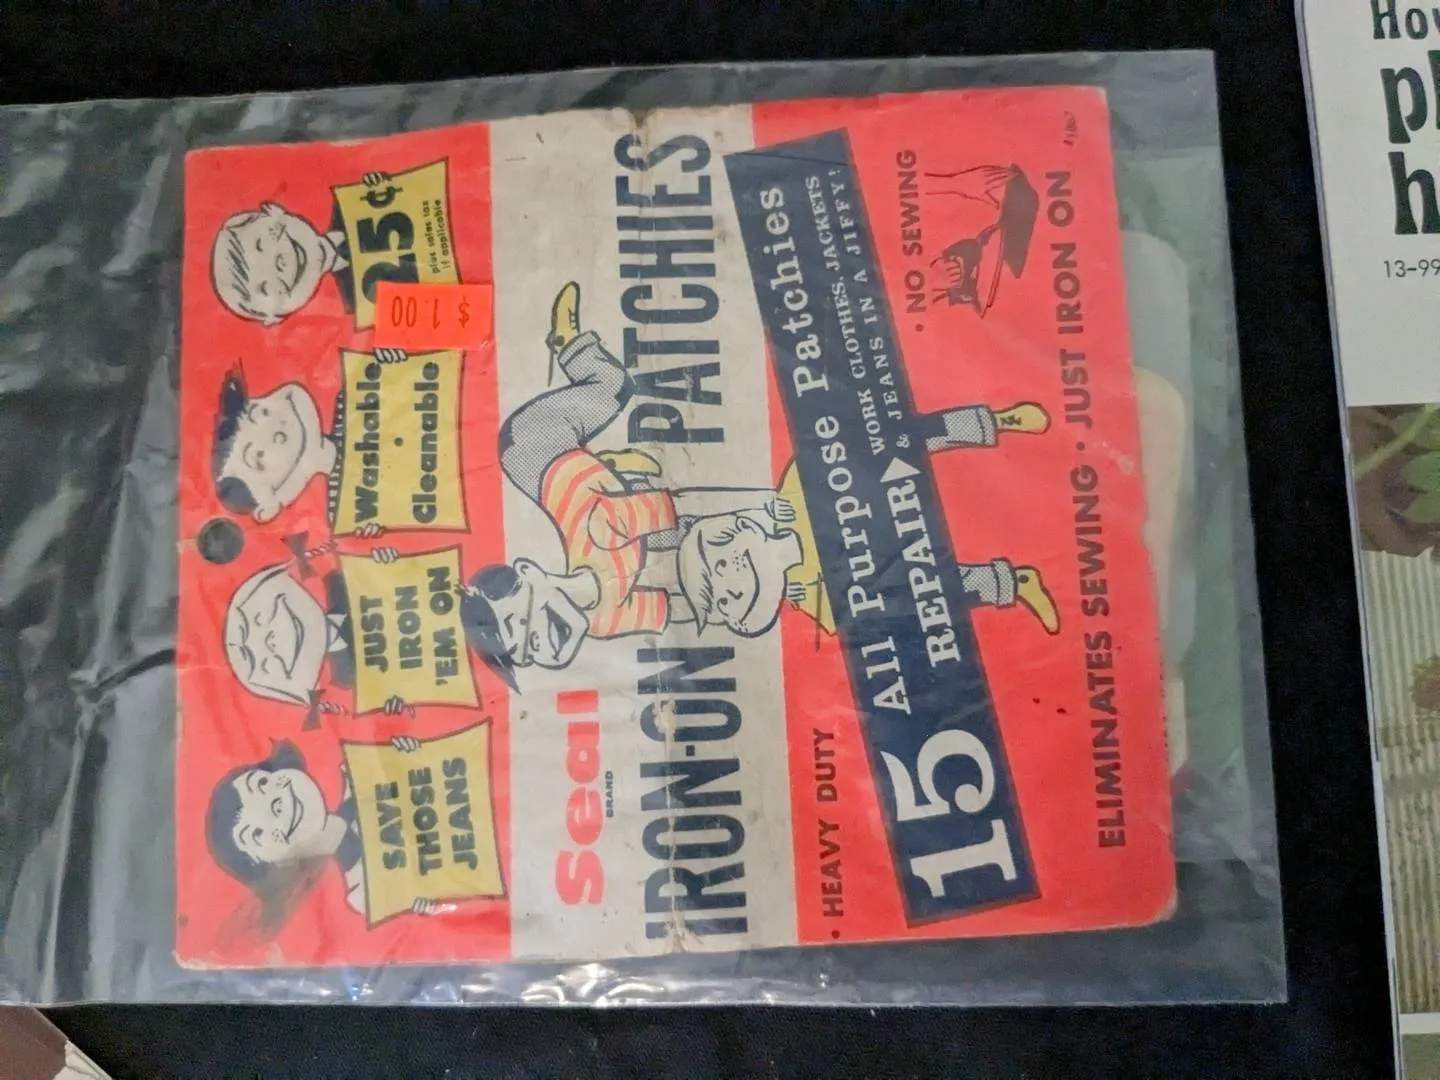 SAVE
THOSE
JEANS
JUST
IRON
'EM ON
Washable
•
Cleanable
25¢
plus sales tax
if applicable
$ 1.00
Seal
BRAND
IRON-ON PATCHIES
• HEAVY DUTY
15 All Purpose Patchies
REPAIR WORK CLOTHES, JACKETS
& JEANS IN A JIFFY!
• NO SEWING
ELIMINATES SEWING • JUST IRON ON
13-99